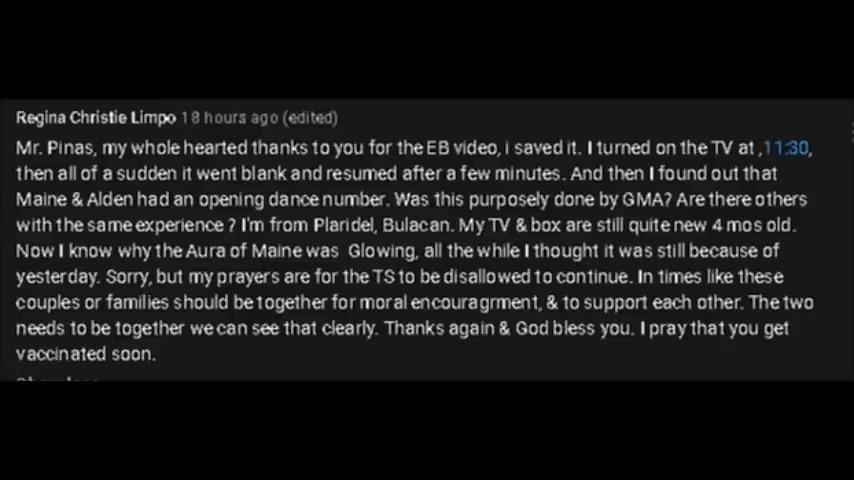 Regina Christie Limpo 18 hours ago (edited)
Mr. Pinas, my whole hearted thanks to you for the EB video, i saved it. I turned on the TV at ,11:30,
then all of a sudden it went blank and resumed after a few minutes. And then I found out that
Maine & Alden had an opening dance number. Was this purposely done by GMA? Are there others
with the same experience ? I'm from Plaridel, Bulacan. My TV & box are still quite new 4 mos old.
Now I know why the Aura of Maine was Glowing, all the while I thought it was still because of
yesterday. Sorry, but my prayers are for the TS to be disallowed to continue. In times like these
couples or families should be together for moral encouragrment, & to support each other. The two
needs to be together we can see that clearly. Thanks again & God bless you. I pray that you get
vaccinated soon.